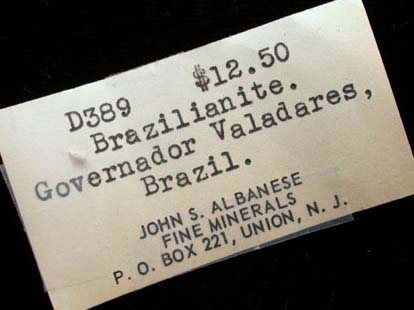 D389 $12.50
Brazilianite.
Governador Valadares,
Brazil.
JOHN S. ALBANESE
FINE MINERALS
P. O. BOX 221, UNION, N. J.